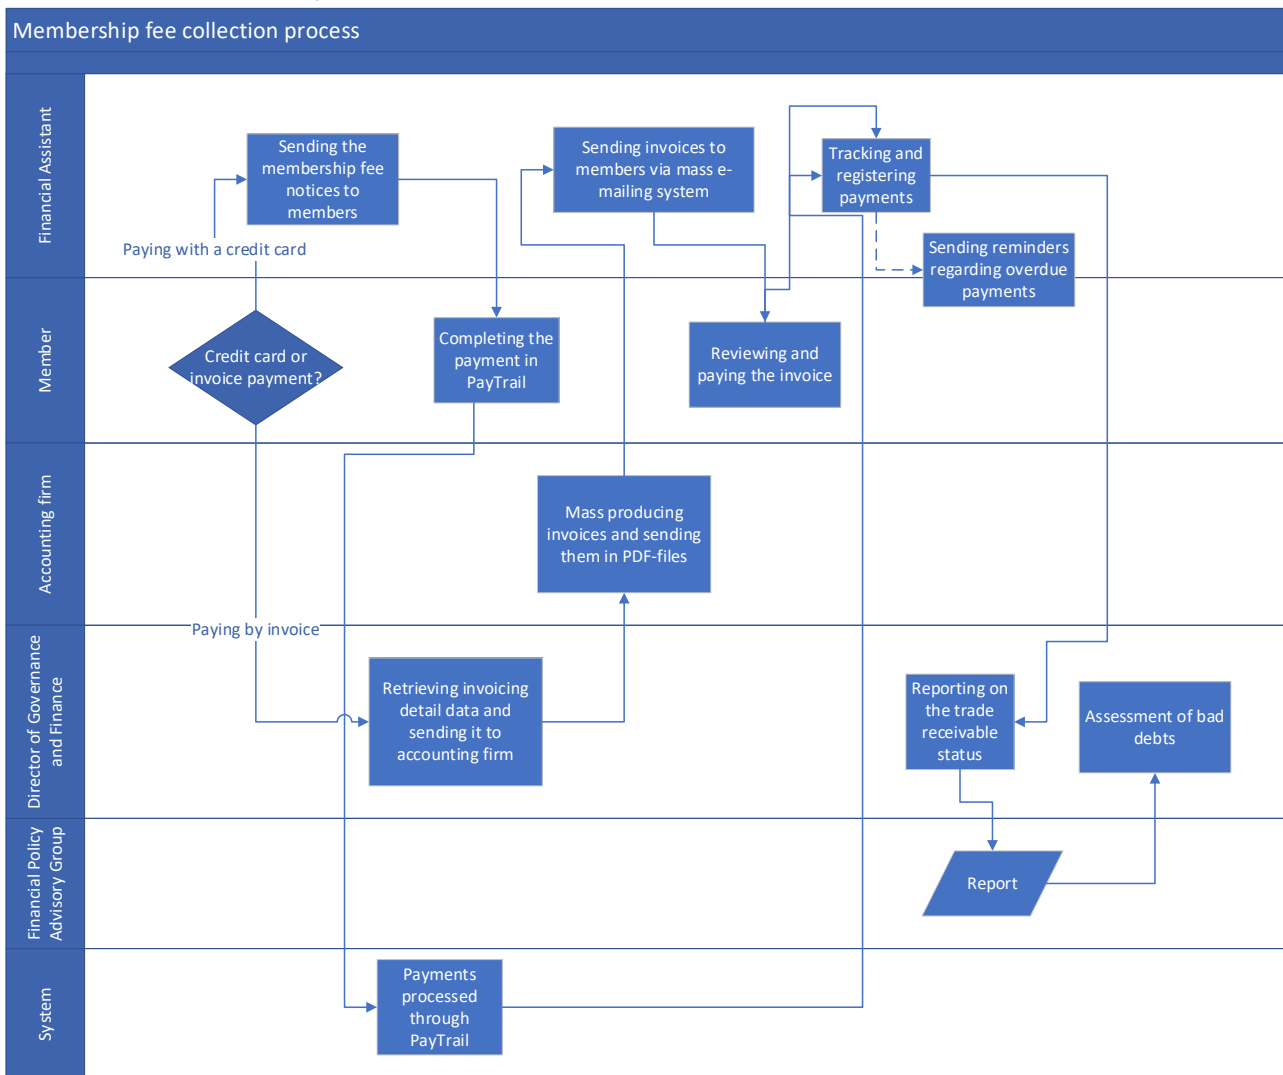 Membership fee collection process
Financial Assistant
Sending the
membership fee
notices to
members
Sending invoices to
members via mass e-
mailing system
Tracking and
registering
payments
Paying with a credit card
Sending reminders
regarding overdue
payments
Member
Credit card or
invoice payment?
Completing the
payment in
PayTrail
Reviewing and
paying the invoice
Accounting firm
Mass producing
invoices and sending
them in PDF-files
Paying by invoice
Director of Governance
and Finance
Retrieving invoicing
detail data and
sending it to
accounting firm
Reporting on
the trade
receivable
status
Assessment of bad
debts
Financial Policy
Advisory Group
Report
System
Payments
processed
through
PayTrail